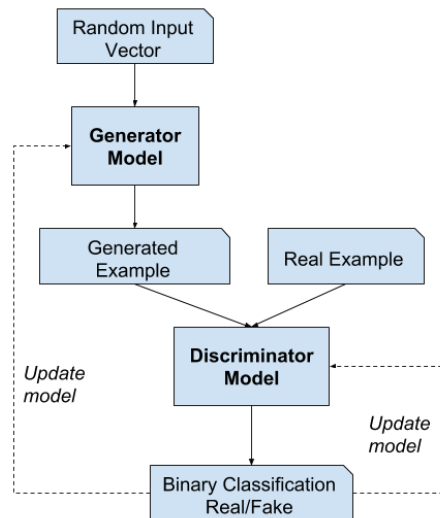 Random Input
Vector
Generator
Model
Generated
Example
Real Example
Discriminator
Model
Update
model
Update
model
Binary Classification
Real/Fake